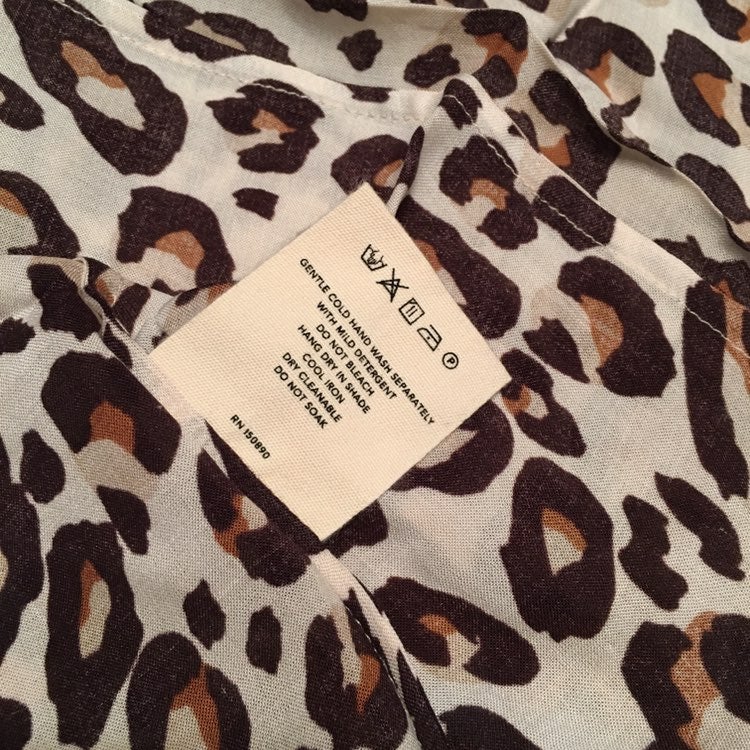 P
GENTLE COLD HAND WASH SEPARATELY
WITH MILD DETERGENT
DO NOT BLEACH
HANG DRY IN SHADE
COOL IRON
DRY CLEANABLE
DO NOT SOAK
RN 150890